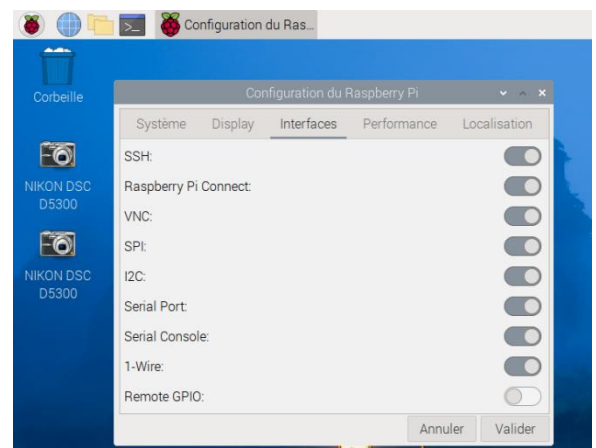 Configuration du Ras...
Corbeille
NIKON DSC
D5300
NIKON DSC
D5300
Configuration du Raspberry Pi
Système Display Interfaces Performance Localisation
SSH:
Raspberry Pi Connect:
VNC:
SPI:
I2C:
Serial Port:
Serial Console:
1-Wire:
Remote GPIO:
Annuler Valider